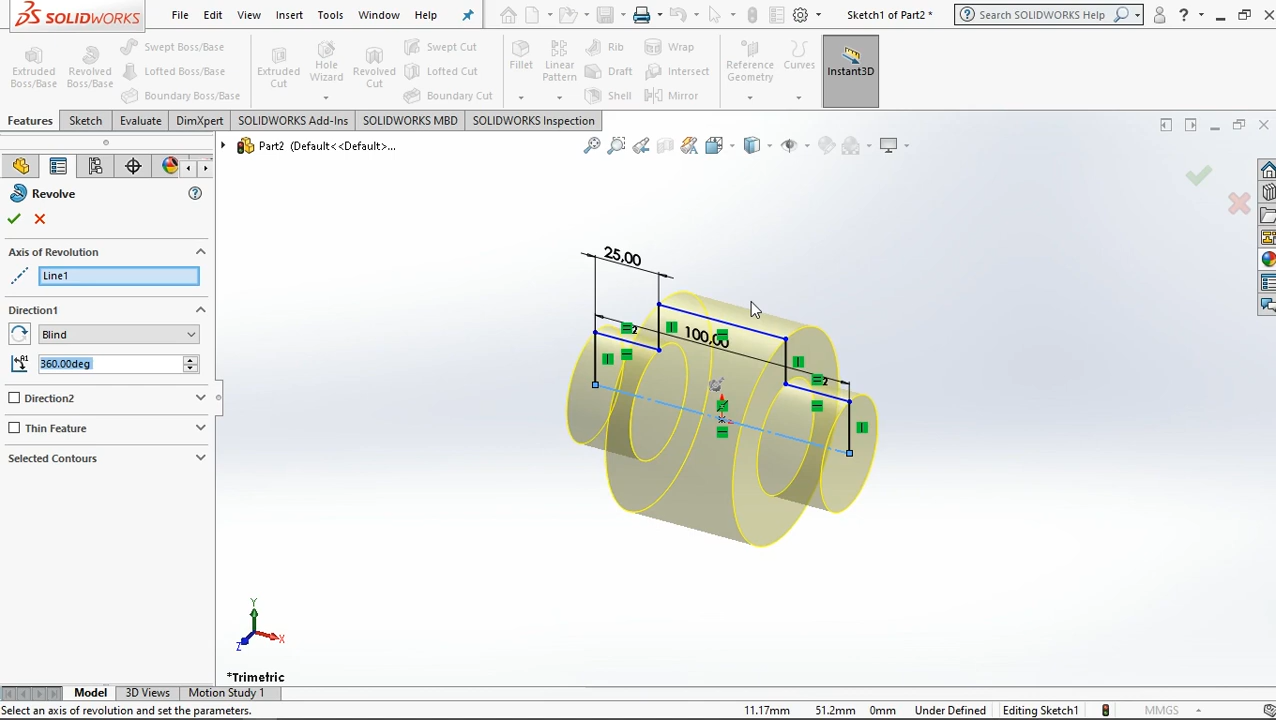 SOLIDWORKS
File Edit View Insert Tools Window Help
Sketch1 of Part2 *
Search SOLIDWORKS Help
?
Extruded Boss/Base
Revolved Boss/Base
Swept Boss/Base
Lofted Boss/Base
Boundary Boss/Base
Extruded Cut
Hole Wizard
Revolved Cut
Swept Cut
Lofted Cut
Boundary Cut
Fillet
Linear Pattern
Rib
Draft
Shell
Wrap
Intersect
Mirror
Reference Geometry
Curves
Instant3D
Features Sketch Evaluate DimXpert SOLIDWORKS Add-Ins SOLIDWORKS MBD SOLIDWORKS Inspection
Part2 (Default<<Default>...
Revolve
?
Axis of Revolution
Line1
Direction1
Blind
360.00deg
Direction2
Thin Feature
Selected Contours
25,00
100,00
2
2
Y
X
Z
*Trimetric
Model 3D Views Motion Study 1
Select an axis of revolution and set the parameters.
11.17mm 51.2mm 0mm Under Defined Editing Sketch1 MMGS